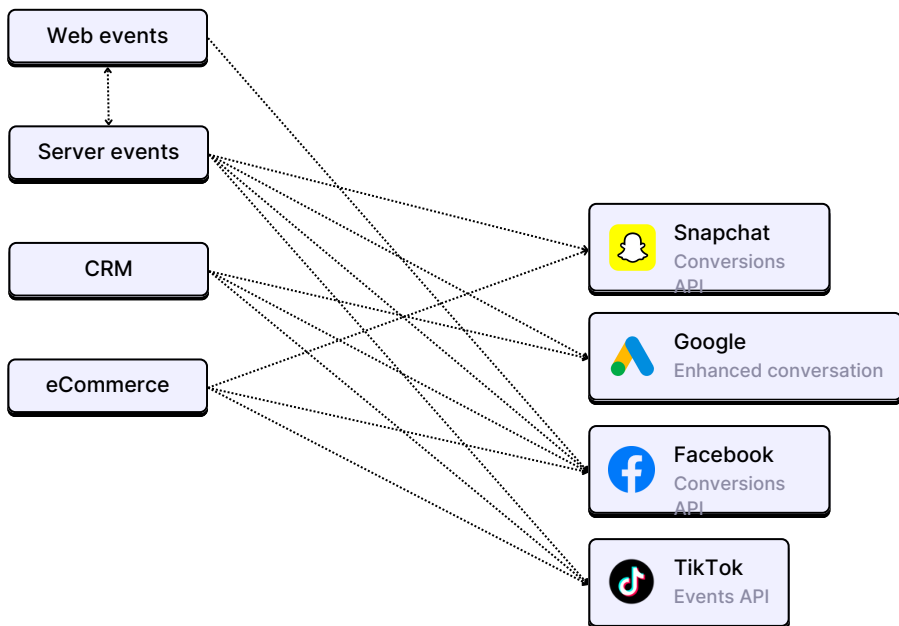 Web events
Server events
CRM
eCommerce
Snapchat
Conversions
API
Google
Enhanced conversation
Facebook
Conversions
API
TikTok
Events API